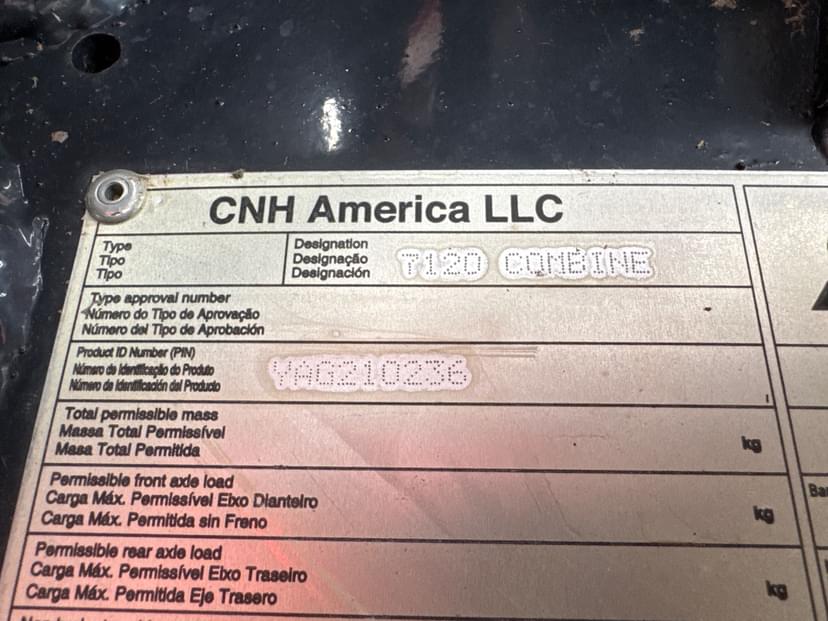 CNH America LLC
Type
Tipo
Tipo
Designation
Designação
Designación
7120 COMBINE
Type approval number
Número do Tipo de Aprovação
Número del Tipo de Aprobación
Product ID Number (PIN)
Número de Identificação do Produto
Número de Identificación del Producto
YAG210236
Total permissible mass
Massa Total Permissível
Masa Total Permitida
kg
Permissible front axle load
Carga Máx. Permissível Eixo Dianteiro
Carga Máx. Permitida sin Freno
kg
Permissible rear axle load
Carga Máx. Permissível Eixo Traseiro
Carga Máx. Permitida Eje Trasero
kg